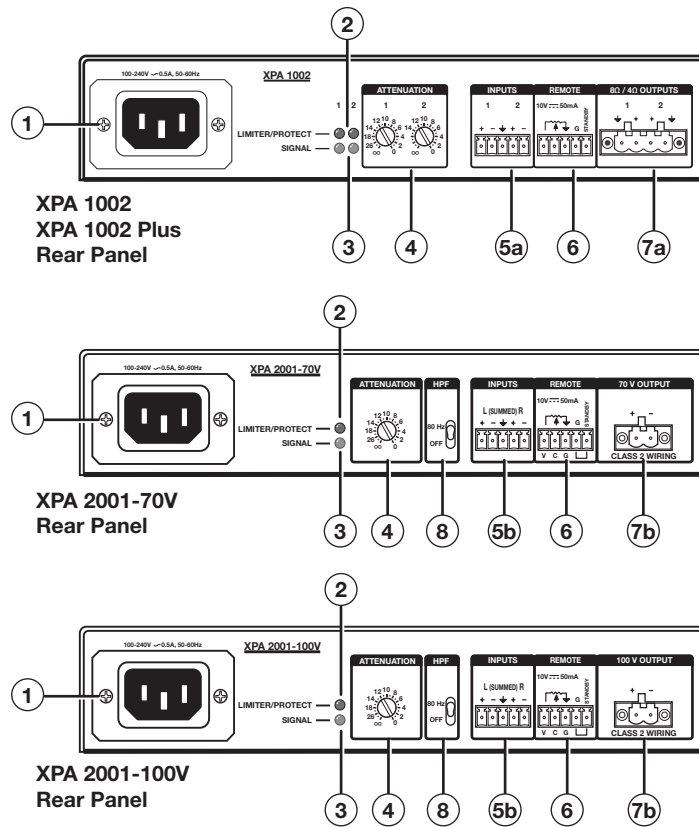 2
100-240V 0.5A, 50-60Hz
XPA 1002
ATTENUATION
INPUTS
REMOTE
8Ω / 4Ω OUTPUTS
1 2
1 2
1 2
10V 50mA
1 2
1
12 10 8
14 6
18 4
26 2
∞ 0
12 10 8
14 6
18 4
26 2
∞ 0
LIMITER/PROTECT
SIGNAL
+ - + -
G
STANDBY
+ +
XPA 1002
XPA 1002 Plus
Rear Panel
3
4
5a
6
7a
2
100-240V 0.5A, 50-60Hz
XPA 2001-70V
ATTENUATION
HPF
INPUTS
REMOTE
70 V OUTPUT
1
12 10 8
14 6
18 4
26 2
∞ 0
80 Hz
OFF
L (SUMMED) R
+ - + -
10V 50mA
G
STANDBY
V C G
+ -
CLASS 2 WIRING
LIMITER/PROTECT
SIGNAL
XPA 2001-70V
Rear Panel
3
4
8
5b
6
7b
2
100-240V 0.5A, 50-60Hz
XPA 2001-100V
ATTENUATION
HPF
INPUTS
REMOTE
100 V OUTPUT
1
12 10 8
14 6
18 4
26 2
∞ 0
80 Hz
OFF
L (SUMMED) R
+ - + -
10V 50mA
G
STANDBY
V C G
+ -
CLASS 2 WIRING
LIMITER/PROTECT
SIGNAL
XPA 2001-100V
Rear Panel
3
4
8
5b
6
7b